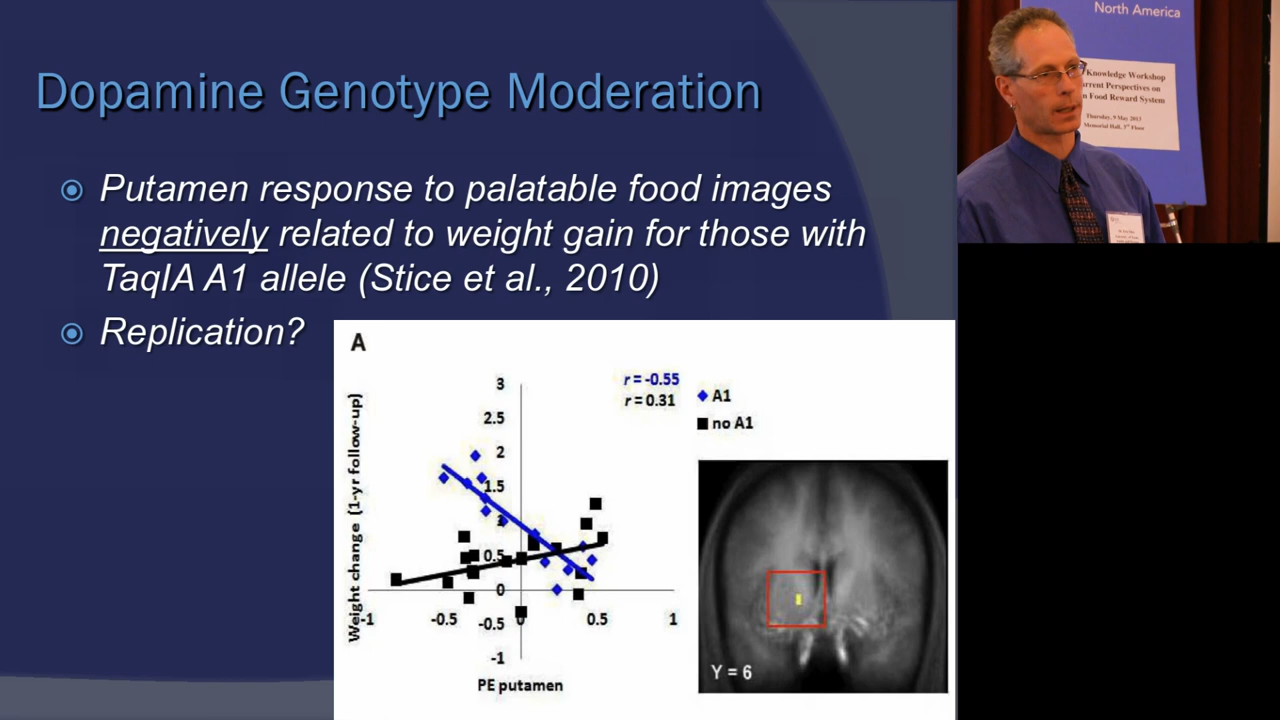 Dopamine Genotype Moderation
Putamen response to palatable food images
negatively related to weight gain for those with
TaqIA A1 allele (Stice et al., 2010)
Replication?
A
r = -0.55
r = 0.31
A1
no A1
Weight change (1-yr follow-up)
3
2.5
2
1.5
1
0.5
0
-0.5
-1
-1
-0.5
0
0.5
1
PE putamen
Y = 6
North America
Knowledge Workshop
rrent Perspectives on
n Food Reward System
Thursday, 9 May 2013
Memorial Hall, 3rd Floor